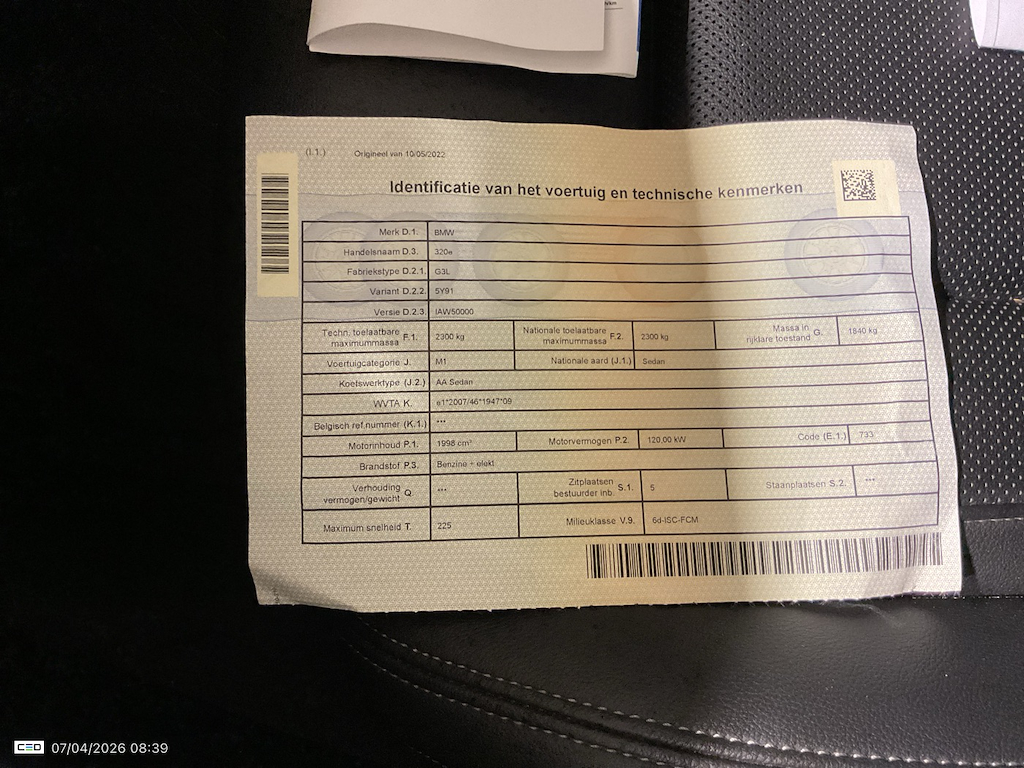 (I.1.) Origineel van 10/05/2022
Identificatie van het voertuig en technische kenmerken
Merk D.1. BMW
Handelsnaam D.3. 320e
Fabriekstype D.2.1. G3L
Variant D.2.2. 5Y91
Versie D.2.3. IAW50000
Techn. toelaatbare maximummassa F.1. 2300 kg Nationale toelaatbare maximummassa F.2. 2300 kg Massa in rijklare toestand G. 1840 kg
Voertuigcategorie J. M1 Nationale aard (J.1.) Sedan
Koetswerktype (J.2.) AA Sedan
WVTA K. e1*2007/46*1947*09
Belgisch ref nummer (K.1.) ***
Motorinhoud P.1. 1998 cm³ Motorvermogen P.2. 120,00 kW Code (E.1.) 733
Brandstof P.3. Benzine + elekt
Verhouding vermogen/gewicht Q *** Zitplaatsen bestuurder inb. S.1. 5 Staanplaatsen S.2. ***
Maximum snelheid T. 225 Milieuklasse V.9. 6d-ISC-FCM
CEO 07/04/2026 08:39